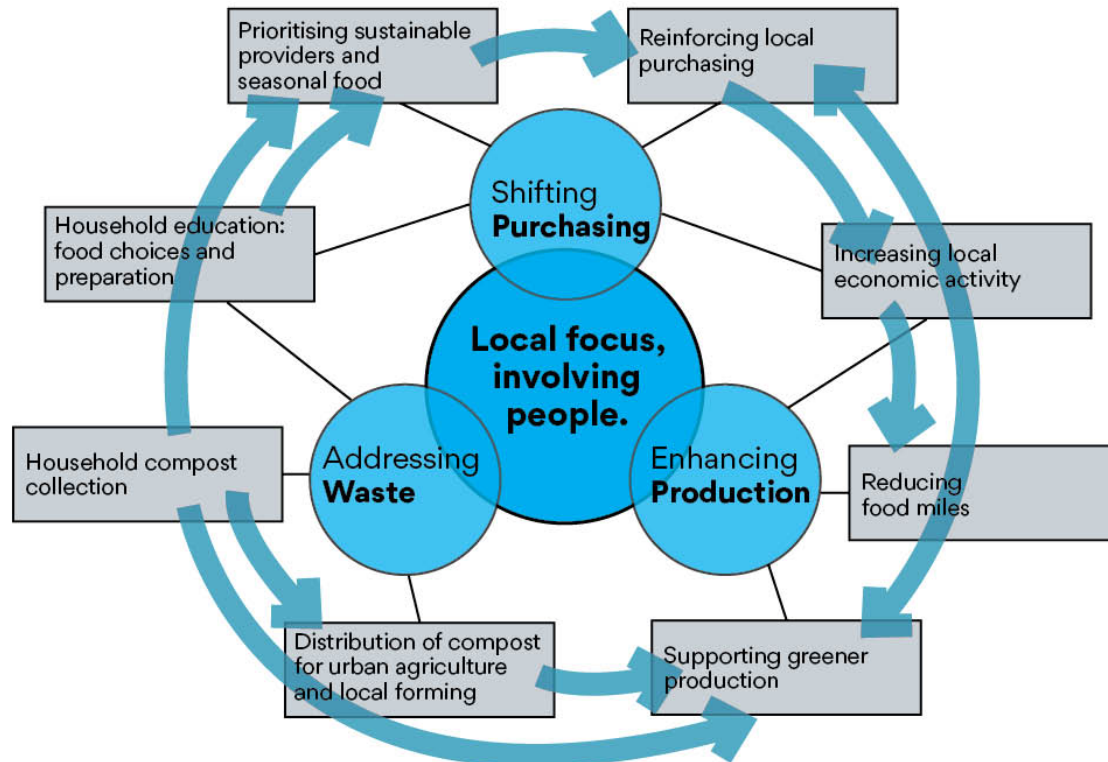 Prioritising sustainable
providers and
seasonal food
Reinforcing local
purchasing
Shifting
Purchasing
Household education:
food choices and
preparation
Increasing local
economic activity
Local focus,
involving
people.
Household compost
collection
Addressing
Waste
Enhancing
Production
Reducing
food miles
Distribution of compost
for urban agriculture
and local forming
Supporting greener
production